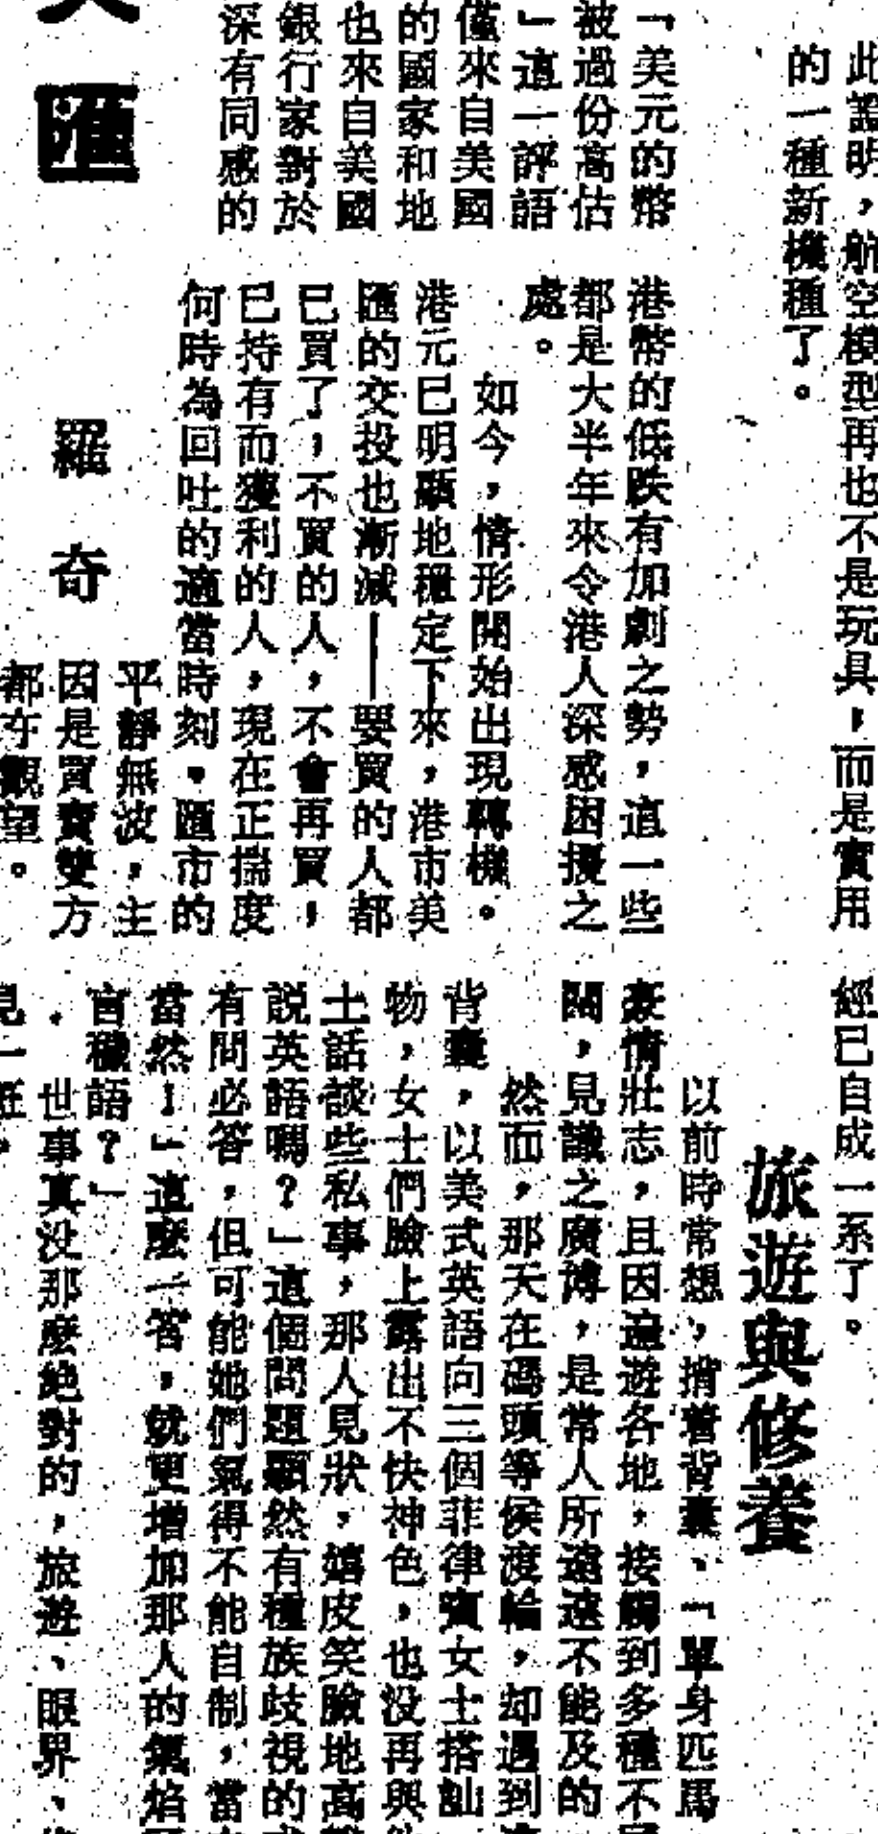 此證明，航空模型再也不是玩具，而是實用
的一種新機種了。
經已自成一系了。
匯
羅奇
「美元的幣
被過份高估
」這一評語
僅來自美國
的國家和地
也來自美國
銀行家對於
深有同感的
港幣的低跌有加劇之勢，這一些
都是大半年來令港人深感困擾之
處。
如今，情形開始出現轉機。
港元已明顯地穩定下來，港市美
匯的交投也漸減——要買的人都
已買了，不買的人，不會再買，
已持有而獲利的人，現在正揣度
何時為回吐的適當時刻。匯市的
平靜無波，主
因是買賣雙方
都在觀望。
旅遊與修養
以前時常想，揹着背囊、「單身匹馬
豪情壯志，且因遍遊各地，接觸到多種不
闊，見識之廣博，是常人所遠遠不能及的
然而，那天在碼頭等候渡輪，却遇到
背囊，以美式英語向三個菲律賓女士搭訕
物，女士們臉上露出不快神色，也没再與
土話談些私事，那人見狀，嬉皮笑臉地高
説英語嗎？」這個問題顯然有種族歧視的
有問必答，但可能她們氣得不能自制，當
當然！」這麽一答，就更增加那人的氣焰
言穢語？」
世事真没那麽絶對的，旅遊、眼界、
見一班，